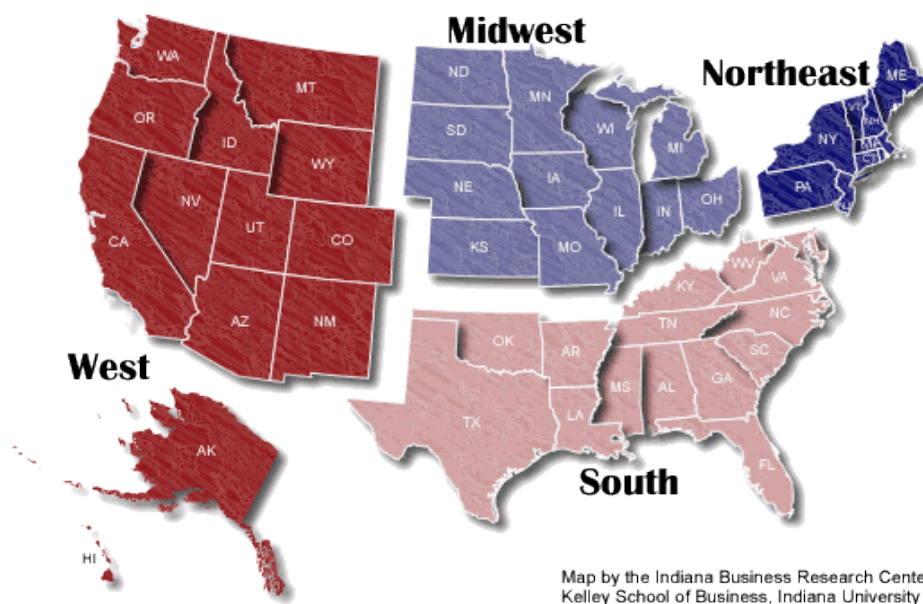 Midwest
Northeast
West
South
WA
OR
CA
NV
ID
MT
WY
UT
CO
AZ
NM
AK
HI
ND
SD
NE
KS
MN
IA
MO
WI
IL
MI
IN
OH
ME
NH
NY
MA
PA
OK
TX
AR
LA
MS
AL
TN
KY
WV
VA
NC
SC
GA
FL
Map by the Indiana Business Research Cente
Kelley School of Business, Indiana University